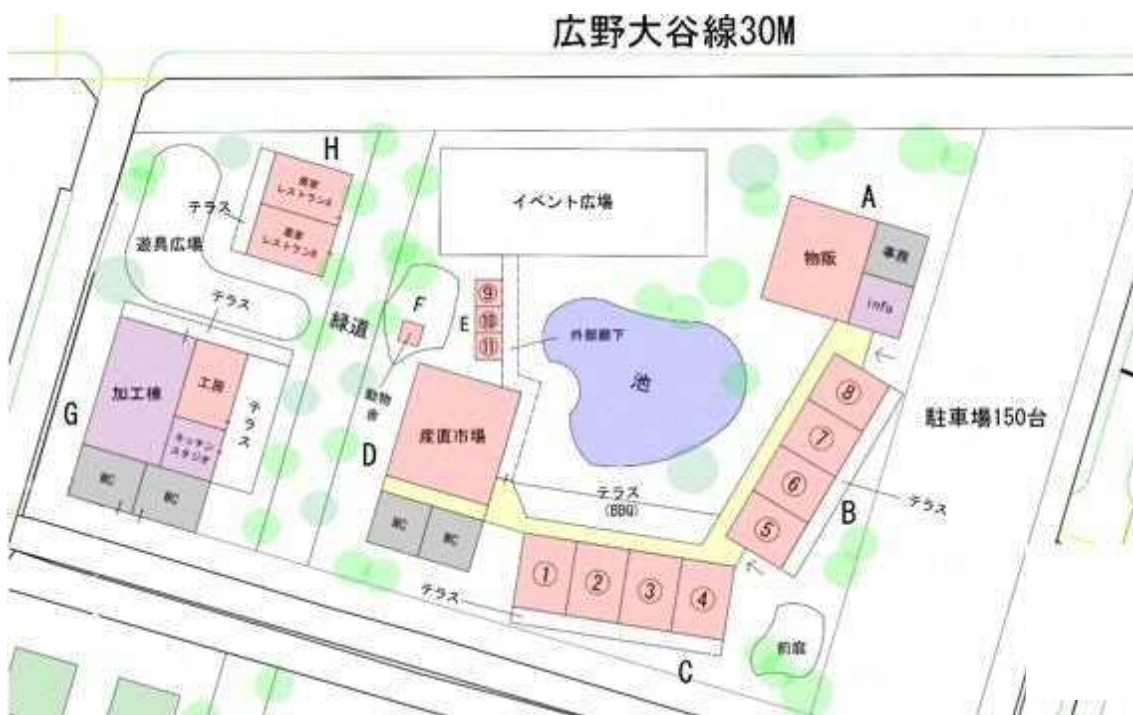 広野大谷線30M
H
農家
レストランA
農家
レストランB
テラス
遊具広場
テラス
イベント広場
A
物販
事務
info
F
E
⑨
⑩
⑪
緑道
外部廊下
池
動物
舎
G
加工棟
工房
キッチン
スタジオ
テラス
WC
WC
D
産直市場
WC
WC
テラス
(BBQ)
⑧
⑦
⑥
⑤
B
テラス
駐車場150台
①
②
③
④
テラス
C
前庭